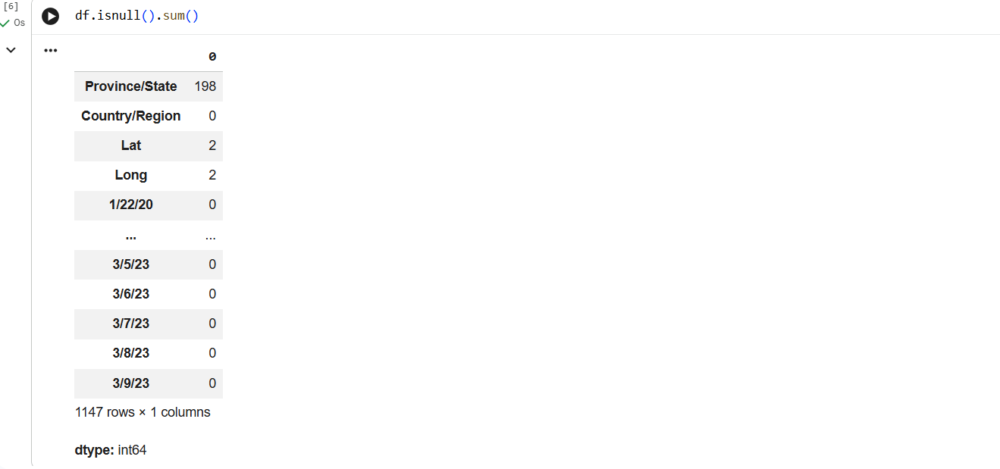 [6]
0s
df.isnull().sum()
0
Province/State 198
Country/Region 0
Lat 2
Long 2
1/22/20 0
... ...
3/5/23 0
3/6/23 0
3/7/23 0
3/8/23 0
3/9/23 0
1147 rows × 1 columns
dtype: int64